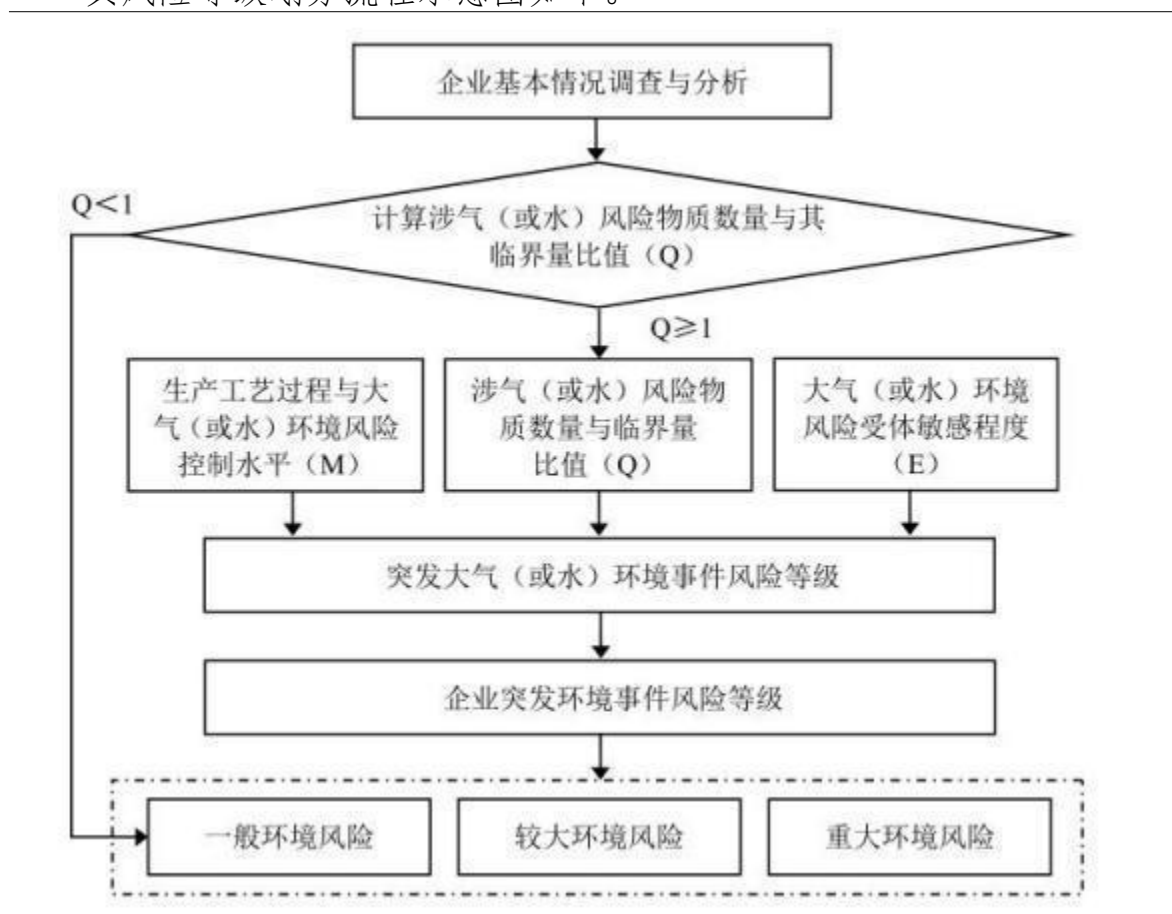 企业基本情况调查与分析
Q<1
计算涉气（或水）风险物质数量与其
临界量比值（Q）
Q≥1
生产工艺过程与大
气（或水）环境风险
控制水平（M）
涉气（或水）风险物
质数量与临界量
比值（Q）
大气（或水）环境
风险受体敏感程度
（E）
突发大气（或水）环境事件风险等级
企业突发环境事件风险等级
一般环境风险
较大环境风险
重大环境风险